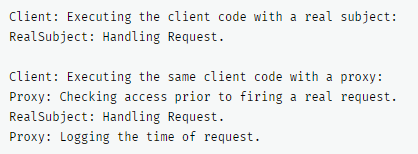 Client: Executing the client code with a real subject:
RealSubject: Handling Request.

Client: Executing the same client code with a proxy:
Proxy: Checking access prior to firing a real request.
RealSubject: Handling Request.
Proxy: Logging the time of request.